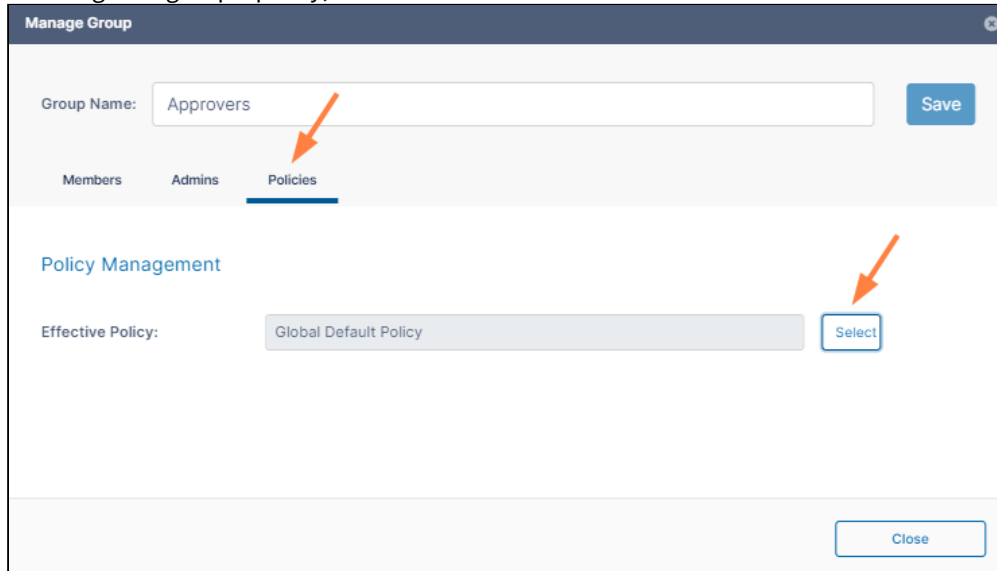 Manage Group
Group Name: Approvers Save
Members Admins Policies
Policy Management
Effective Policy: Global Default Policy Select
Close